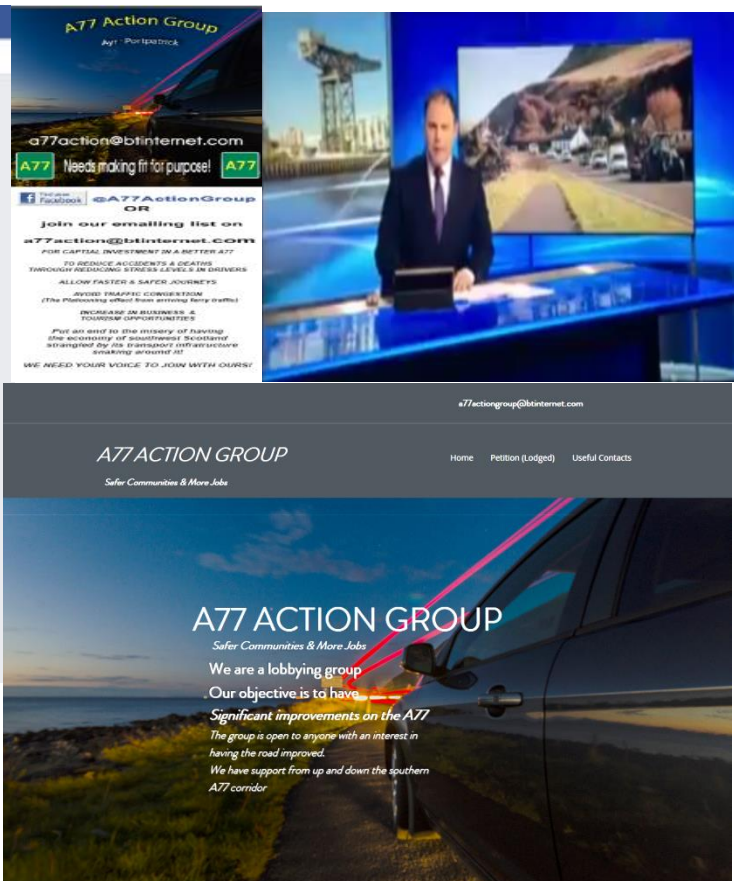 A77 Action Group
Ayr - Portpatrick
a77action@btinternet.com
A77 Needs making fit for purpose! A77
Find us on
Facebook @A77ActionGroup
OR
join our emailing list on
a77action@btinternet.com
FOR CAPTIAL INVESTMENT IN A BETTER A77
TO REDUCE ACCIDENTS & DEATHS
THROUGH REDUCING STRESS LEVELS IN DRIVERS
ALLOW FASTER & SAFER JOURNEYS
AVOID TRAFFIC CONGESTION
(The Platooning effect from arriving ferry traffic)
INCREASE IN BUSINESS &
TOURISM OPPORTUNITIES
Put an end to the misery of having
the economy of southwest Scotland
strangled by its transport infratructure
snaking around it!
WE NEED YOUR VOICE TO JOIN WITH OURS!
a77actiongroup@btinternet.com
A77 ACTION GROUP
Safer Communities & More Jobs
Home Petition (Lodged) Useful Contacts
A77 ACTION GROUP
Safer Communities & More Jobs
We are a lobbying group
Our objective is to have
Significant improvements on the A77
The group is open to anyone with an interest in
having the road improved.
We have support from up and down the southern
A77 corridor